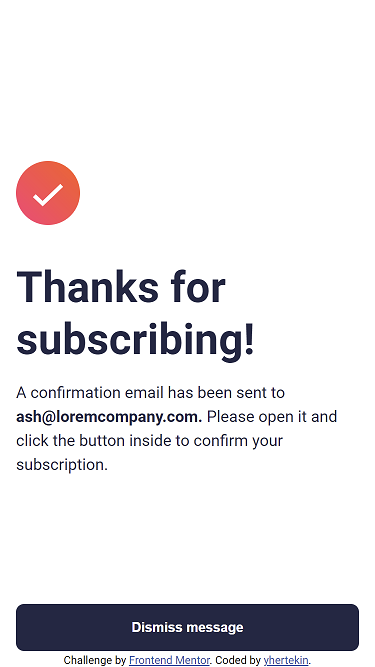 Thanks for
subscribing!
A confirmation email has been sent to
ash@loremcompany.com. Please open it and
click the button inside to confirm your
subscription.
Dismiss message
Challenge by Frontend Mentor. Coded by yhertekin.